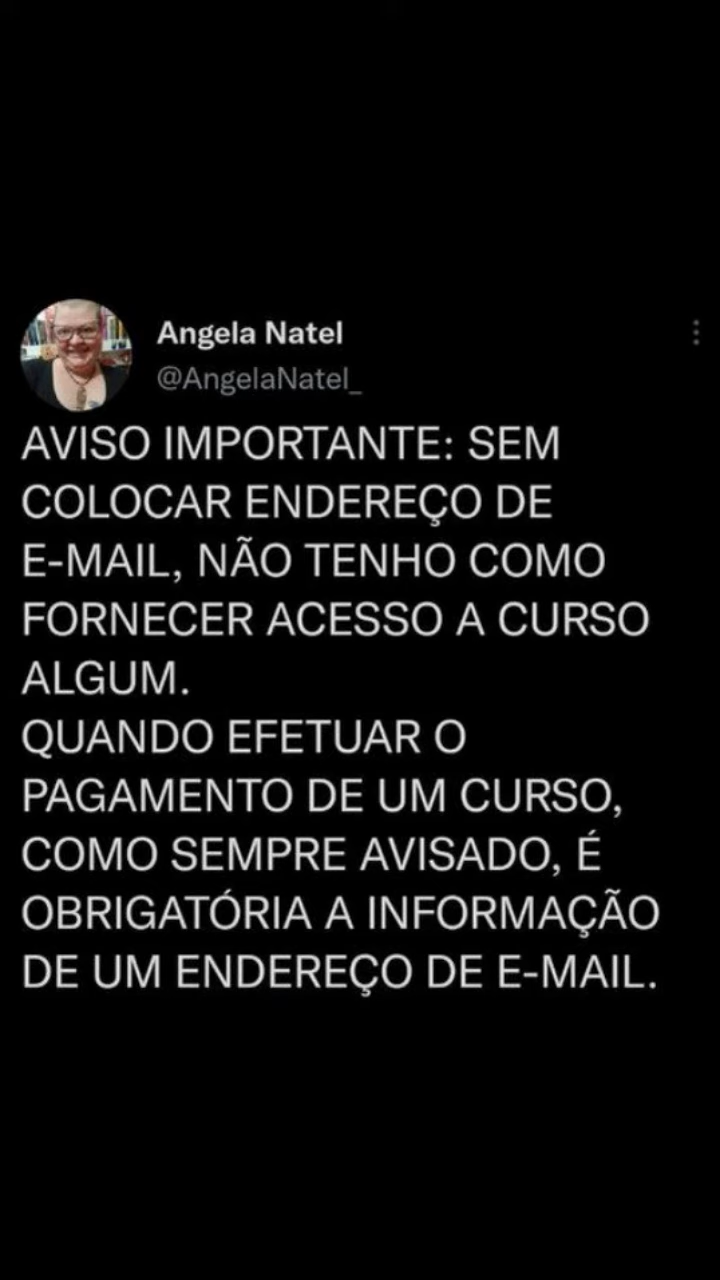 Angela Natel
@AngelaNatel_
AVISO IMPORTANTE: SEM
COLOCAR ENDEREÇO DE
E-MAIL, NÃO TENHO COMO
FORNECER ACESSO A CURSO
ALGUM.
QUANDO EFETUAR O
PAGAMENTO DE UM CURSO,
COMO SEMPRE AVISADO, É
OBRIGATÓRIA A INFORMAÇÃO
DE UM ENDEREÇO DE E-MAIL.